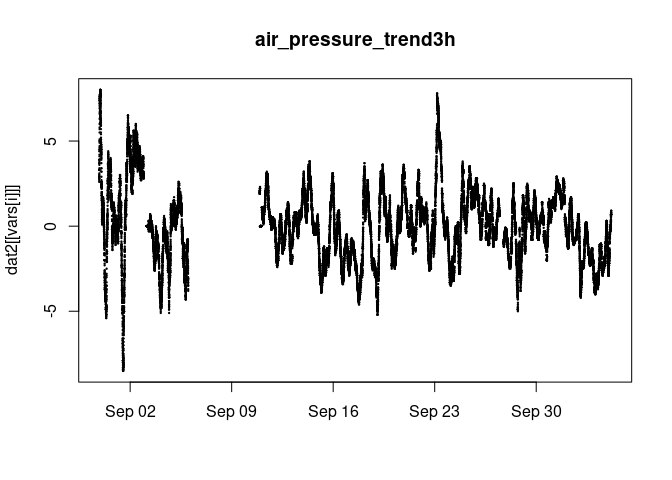 air_pressure_trend3h
dat2[[vars[i]]]
5
0
-5
Sep 02 Sep 09 Sep 16 Sep 23 Sep 30